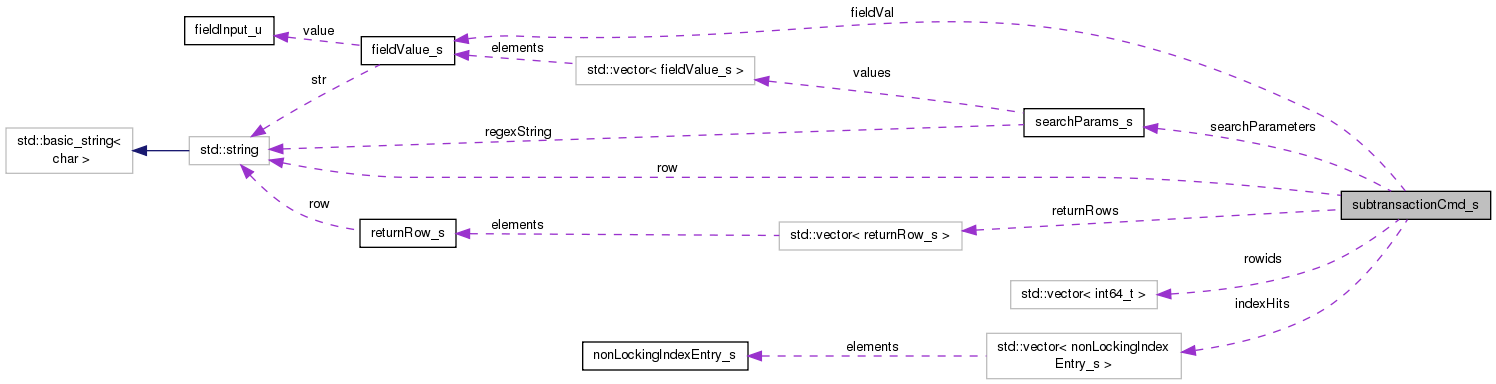 fieldVal
fieldInput_u
value
fieldValue_s
elements
std::vector< fieldValue_s >
values
str
searchParams_s
regexString
searchParameters
std::basic_string<
char >
std::string
row
subtransactionCmd_s
row
returnRow_s
elements
std::vector< returnRow_s >
returnRows
rowids
std::vector< int64_t >
indexHits
nonLockingIndexEntry_s
elements
std::vector< nonLockingIndex
Entry_s >